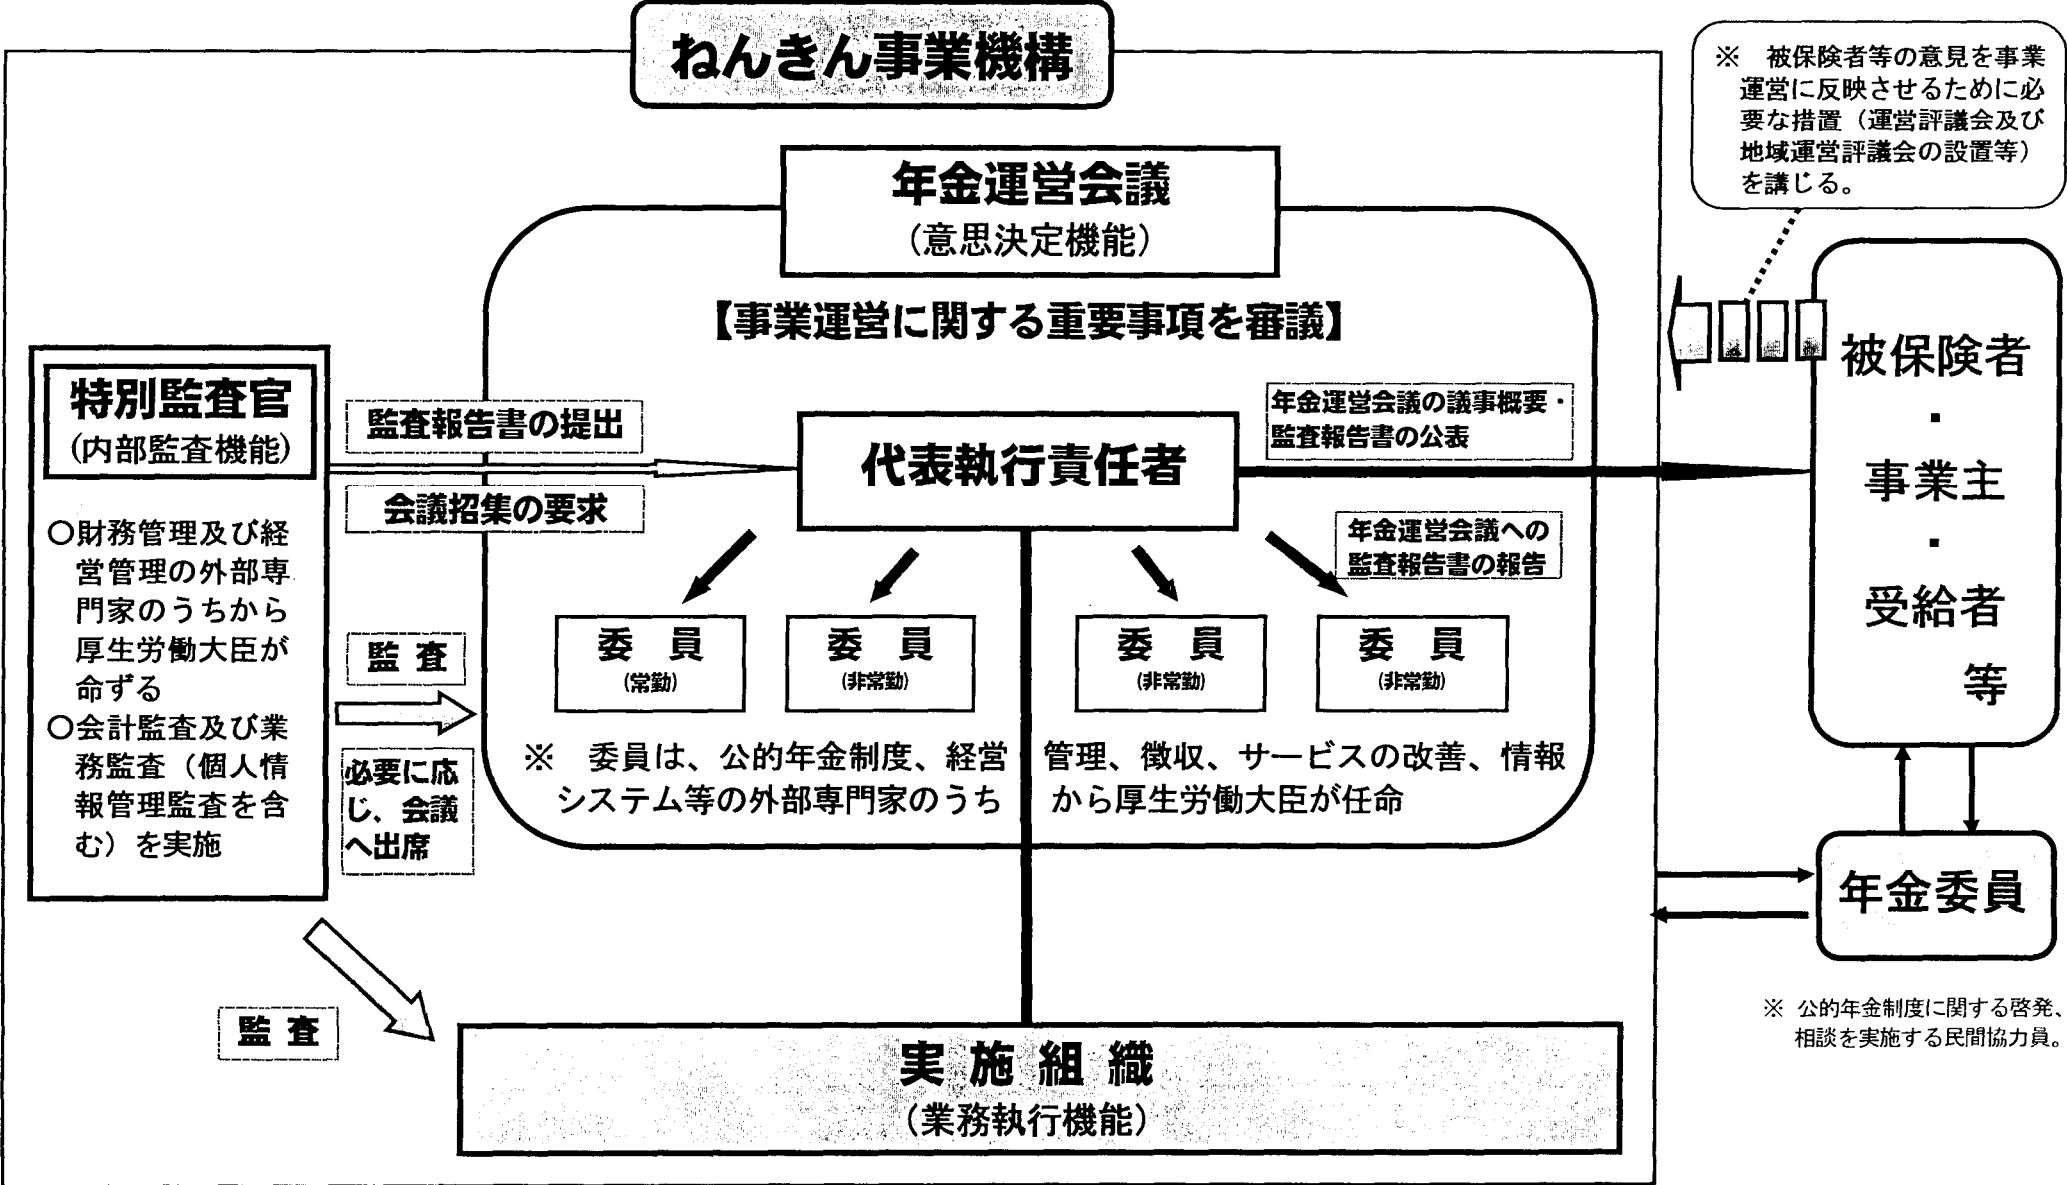 ねんきん事業機構
※　被保険者等の意見を事業
運営に反映させるために必
要な措置（運営評議会及び
地域運営評議会の設置等）
を講じる。
年金運営会議
（意思決定機能）
【事業運営に関する重要事項を審議】
特別監査官
（内部監査機能）
○財務管理及び経
営管理の外部専
門家のうちから
厚生労働大臣が
命ずる
○会計監査及び業
務監査（個人情
報管理監査を含
む）を実施
監査報告書の提出
会議招集の要求
代表執行責任者
年金運営会議の議事概要・
監査報告書の公表
年金運営会議への
監査報告書の報告
監 査
必要に応
じ、会議
へ出席
委　員
（常勤）
委　員
（非常勤）
委　員
（非常勤）
委　員
（非常勤）
※　委員は、公的年金制度、経営管理、徴収、サービスの改善、情報
システム等の外部専門家のうちから厚生労働大臣が任命
被保険者
・
事業主
・
受給者
等
年金委員
※ 公的年金制度に関する啓発、
相談を実施する民間協力員。
監 査
実 施 組 織
（業務執行機能）